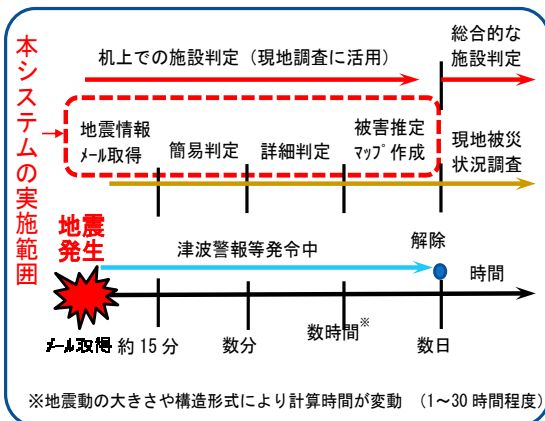 本システムの実施範囲
机上での施設判定（現地調査に活用）
総合的な
施設判定
地震情報
メール取得
簡易判定
詳細判定
被害推定
マップ作成
現地被災
状況調査
地震
発生
津波警報等発令中
解除
時間
メール取得
約15分
数分
数時間※
数日
※地震動の大きさや構造形式により計算時間が変動 （1～30時間程度）